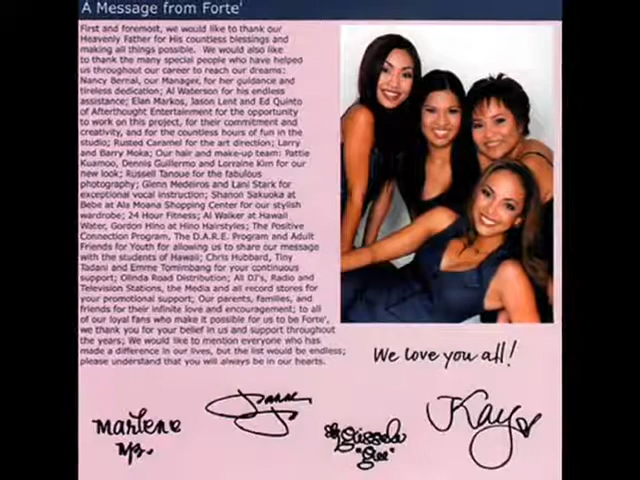 A Message from Forte'
First and foremost, we would like to thank our
Heavenly Father for His countless blessings and
making all things possible. We would also like
to thank the many special people who have helped
us throughout our career to reach our dreams:
Nancy Bernal, our Manager, for her guidance and
tireless dedication; Al Waterson for his endless
assistance; Elan Markos, Jason Lent and Ed Quinto
of Afterthought Entertainment for the opportunity
to work on this project, for their commitment and
creativity, and for the countless hours of fun in the
studio; Rusted Caramel for the art direction; Larry
and Barry Moka; Our hair and make-up team: Pattie
Kuamoo, Dennis Guillermo and Lorraine Kim for our
new look; Russell Tanoue for the fabulous
photography; Glenn Medeiros and Lani Stark for
exceptional vocal instruction; Shanon Sakuoka at
Bebe at Ala Moana Shopping Center for our stylish
wardrobe; 24 Hour Fitness; Al Walker at Hawaii
Water, Gordon Hino at Hino Hairstyles; The Positive
Connection Program, The D.A.R.E. Program and Adult
Friends for Youth for allowing us to share our message
with the students of Hawaii; Chris Hubbard, Tiny
Tadani and Emme Tomimbang for your continuous
support; Olinda Road Distribution; All DJ's, Radio and
Television Stations, the Media and all record stores for
your promotional support; Our parents, families, and
friends for their infinite love and encouragement; to all
of our loyal fans who make it possible for us to be Forte',
we thank you for your belief in us and support throughout
the years; We would like to mention everyone who has
made a difference in our lives, but the list would be endless;
please understand that you will always be in our hearts.
We love you all!
Marlene
Kay
"Gee"